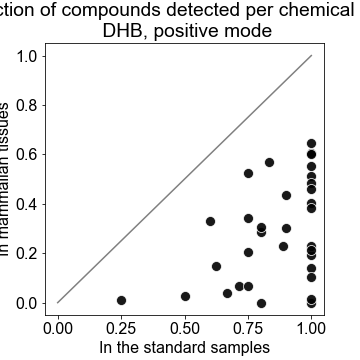 ction of compounds detected per chemical
DHB, positive mode
1.0
0.8
0.6
0.4
0.2
0.0
In mammalian tissues
0.00 0.25 0.50 0.75 1.00
In the standard samples